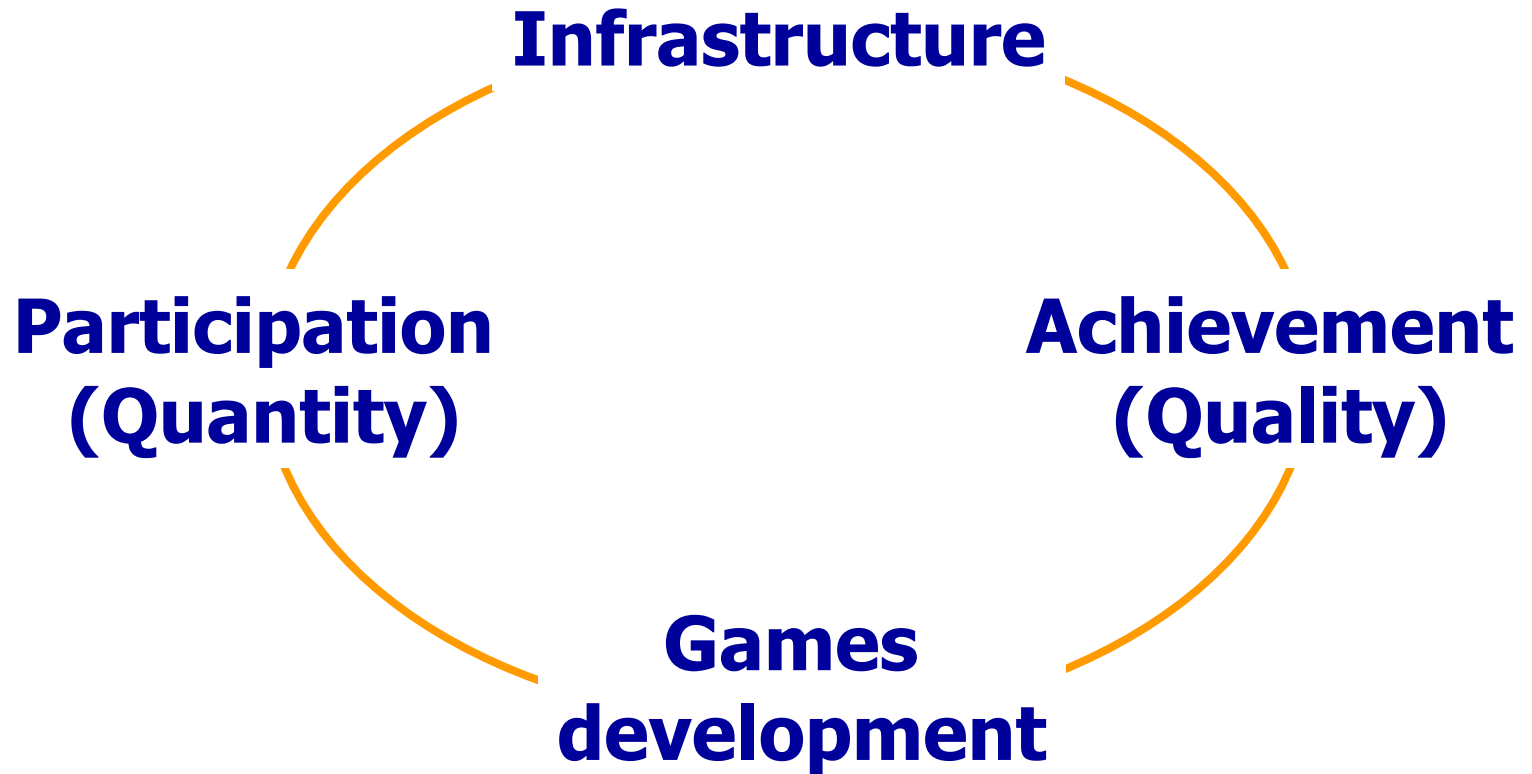 Infrastructure
Participation
(Quantity)
Achievement
(Quality)
Games
development